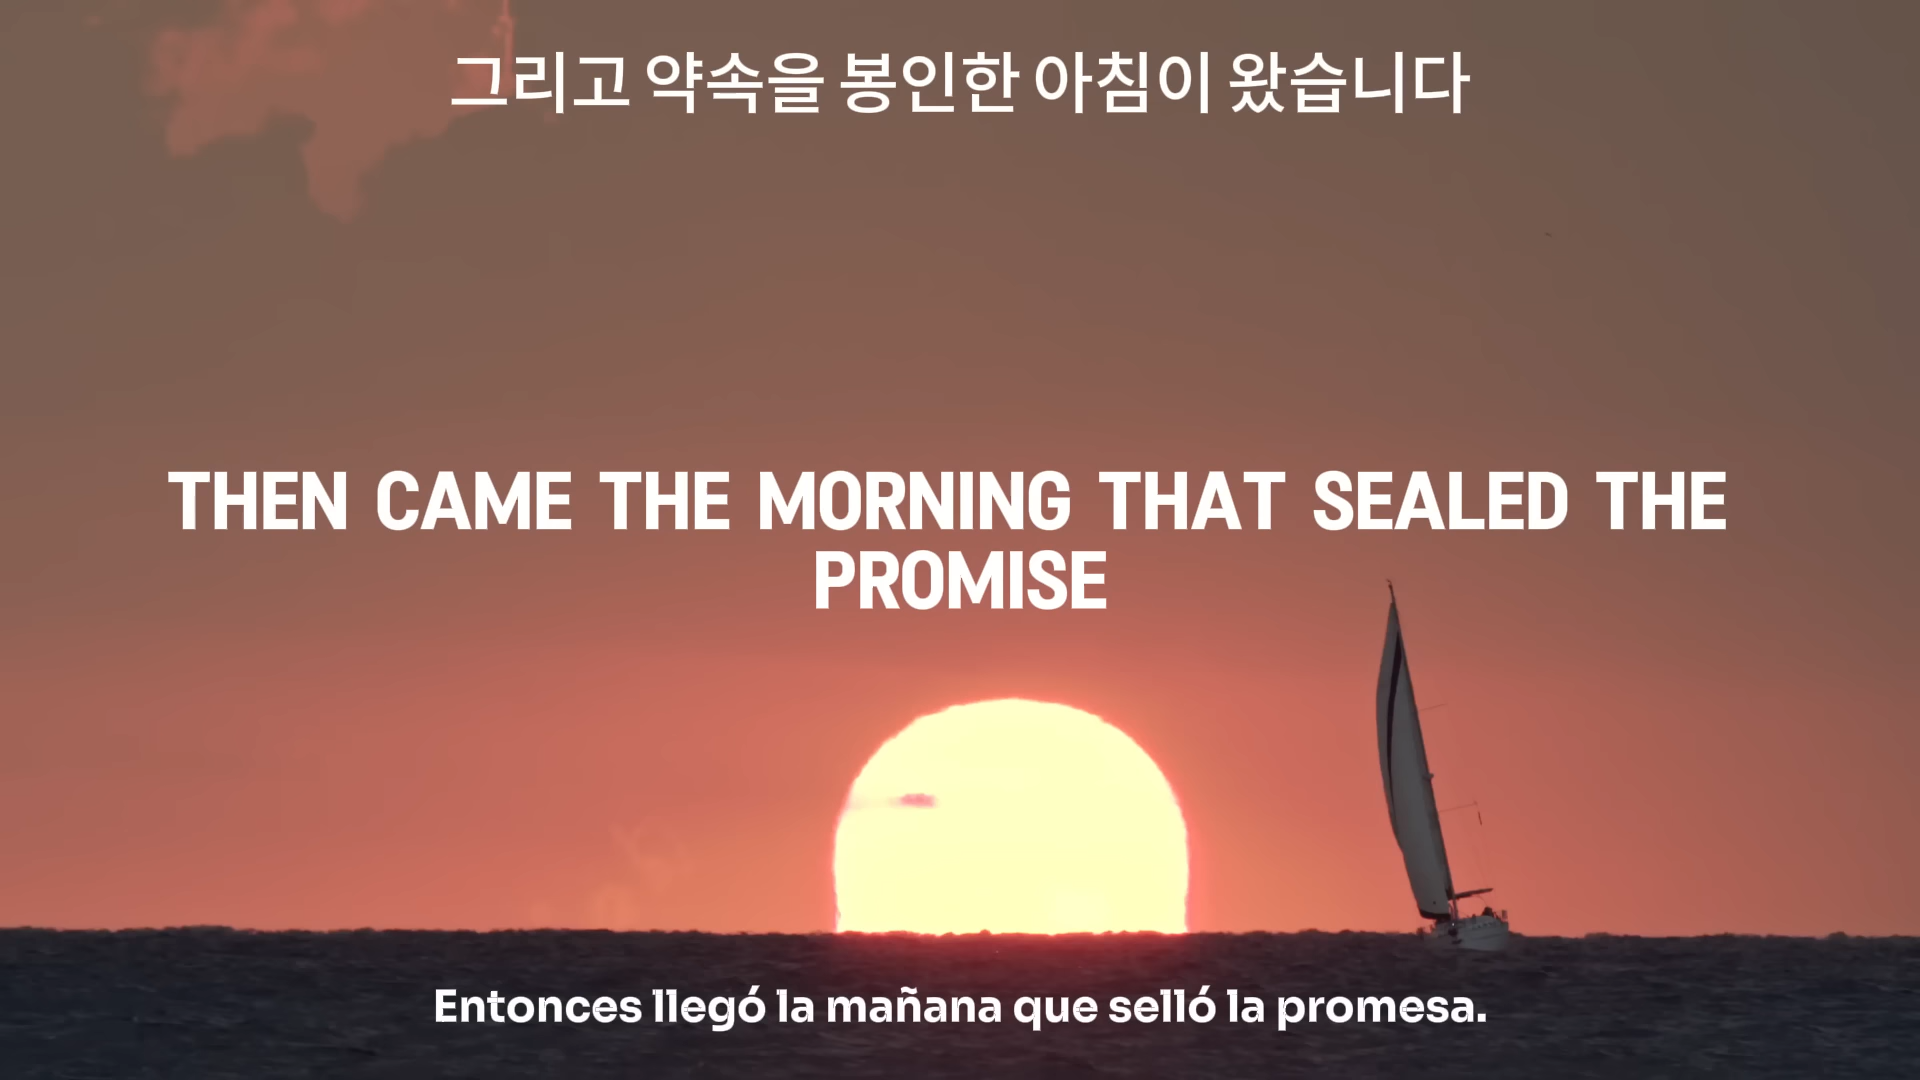 그리고 약속을 봉인한 아침이 왔습니다
THEN CAME THE MORNING THAT SEALED THE
PROMISE
Entonces llegó la mañana que selló la promesa.